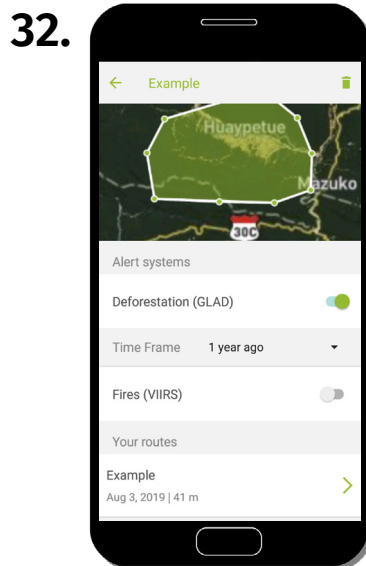 32.
Example
Huaypetue
Mazuko
30C
Alert systems
Deforestation (GLAD)
Time Frame 1 year ago
Fires (VIIRS)
Your routes
Example
Aug 3, 2019 | 41 m